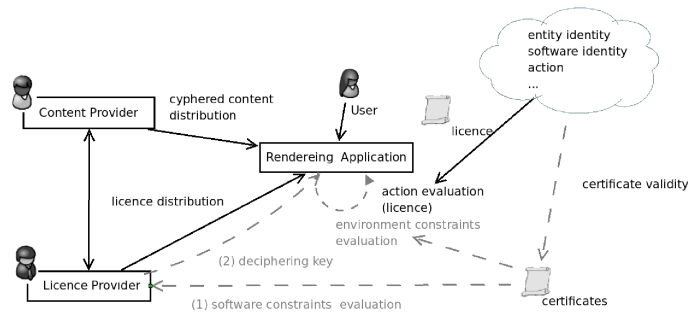 entity identity
software identity
action
...
Content Provider
cyphered content
distribution
User
licence
Rendereing Application
certificate validity
licence distribution
action evaluation
(licence)
environment constraints
evaluation
(2) deciphering key
Licence Provider
(1) software constraints evaluation
certificates